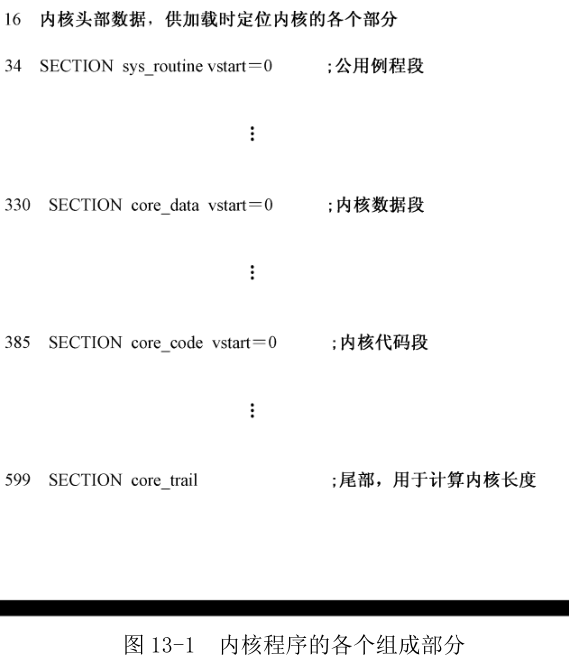 16 内核头部数据，供加载时定位内核的各个部分
34 SECTION sys_routine vstart=0 ;公用例程段
⋮
330 SECTION core_data vstart=0 ;内核数据段
⋮
385 SECTION core_code vstart=0 ;内核代码段
⋮
599 SECTION core_trail ;尾部，用于计算内核长度
图 13-1 内核程序的各个组成部分